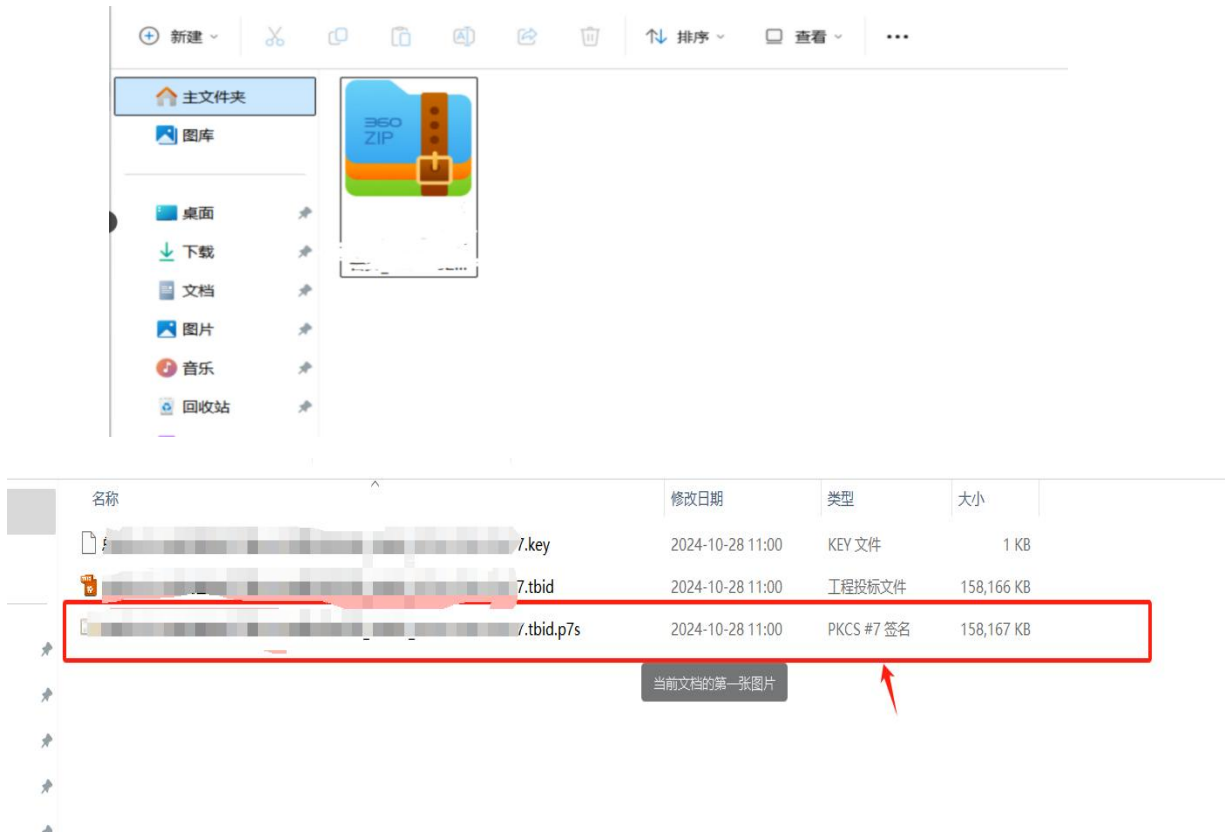 新建 排序 查看 ...
主文件夹
图库
360
ZIP
桌面
下载
文档
图片
音乐
回收站
名称 修改日期 类型 大小
7.key 2024-10-28 11:00 KEY 文件 1 KB
7.tbid 2024-10-28 11:00 工程投标文件 158,166 KB
7.tbid.p7s 2024-10-28 11:00 PKCS #7 签名 158,167 KB
当前文档的第一张图片